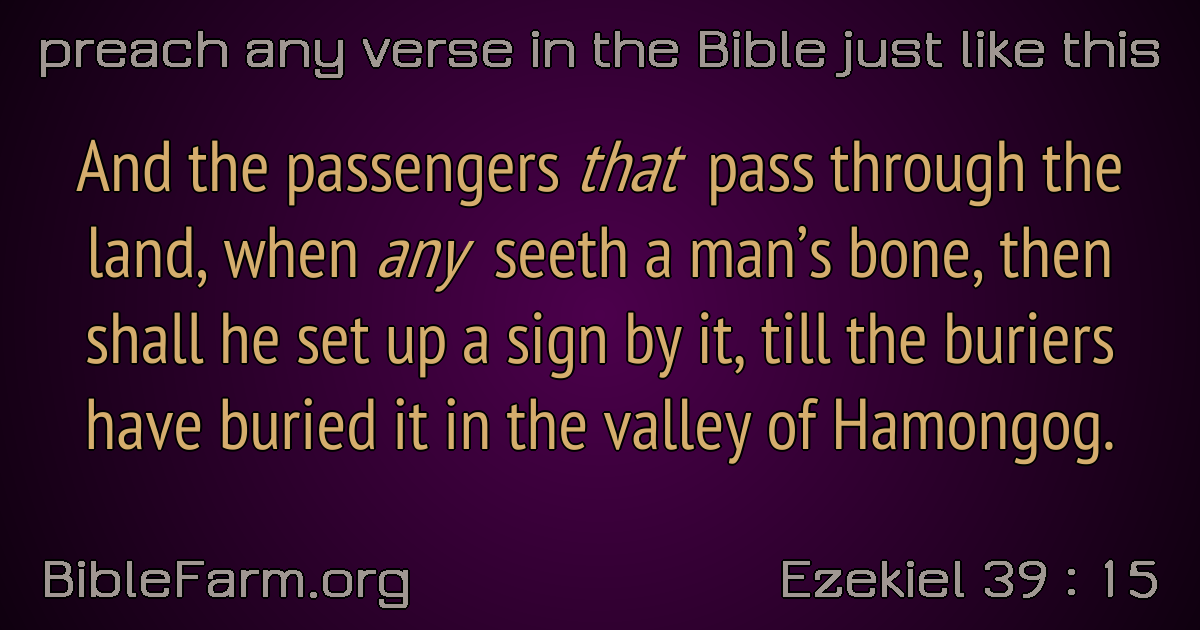 preach any verse in the Bible just like this
And the passengers that pass through the
land, when any seeth a man’s bone, then
shall he set up a sign by it, till the buriers
have buried it in the valley of Hamongog.
BibleFarm.org
Ezekiel 39 : 15